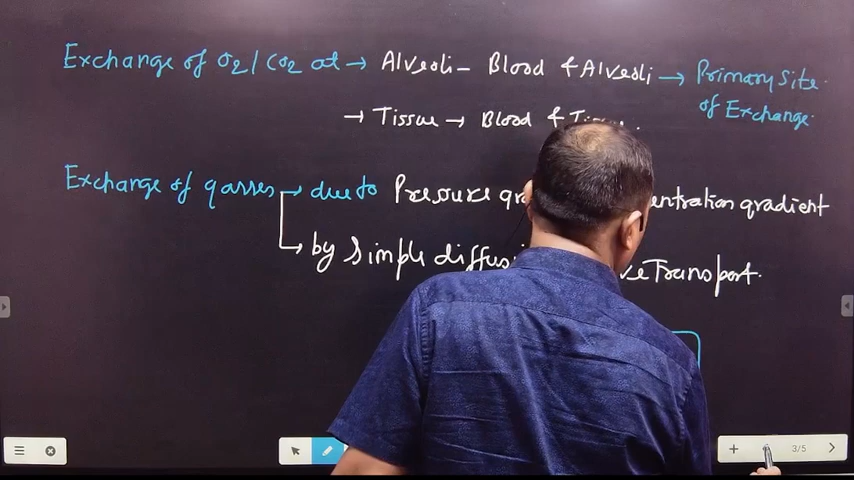 Exchange of O2/CO2 at → Alveoli - Blood & Alveoli → Primary Site of Exchange.
→ Tissue → Blood &
Exchange of gasses → due to Pressure gradient
by Simple Transport.
3/5